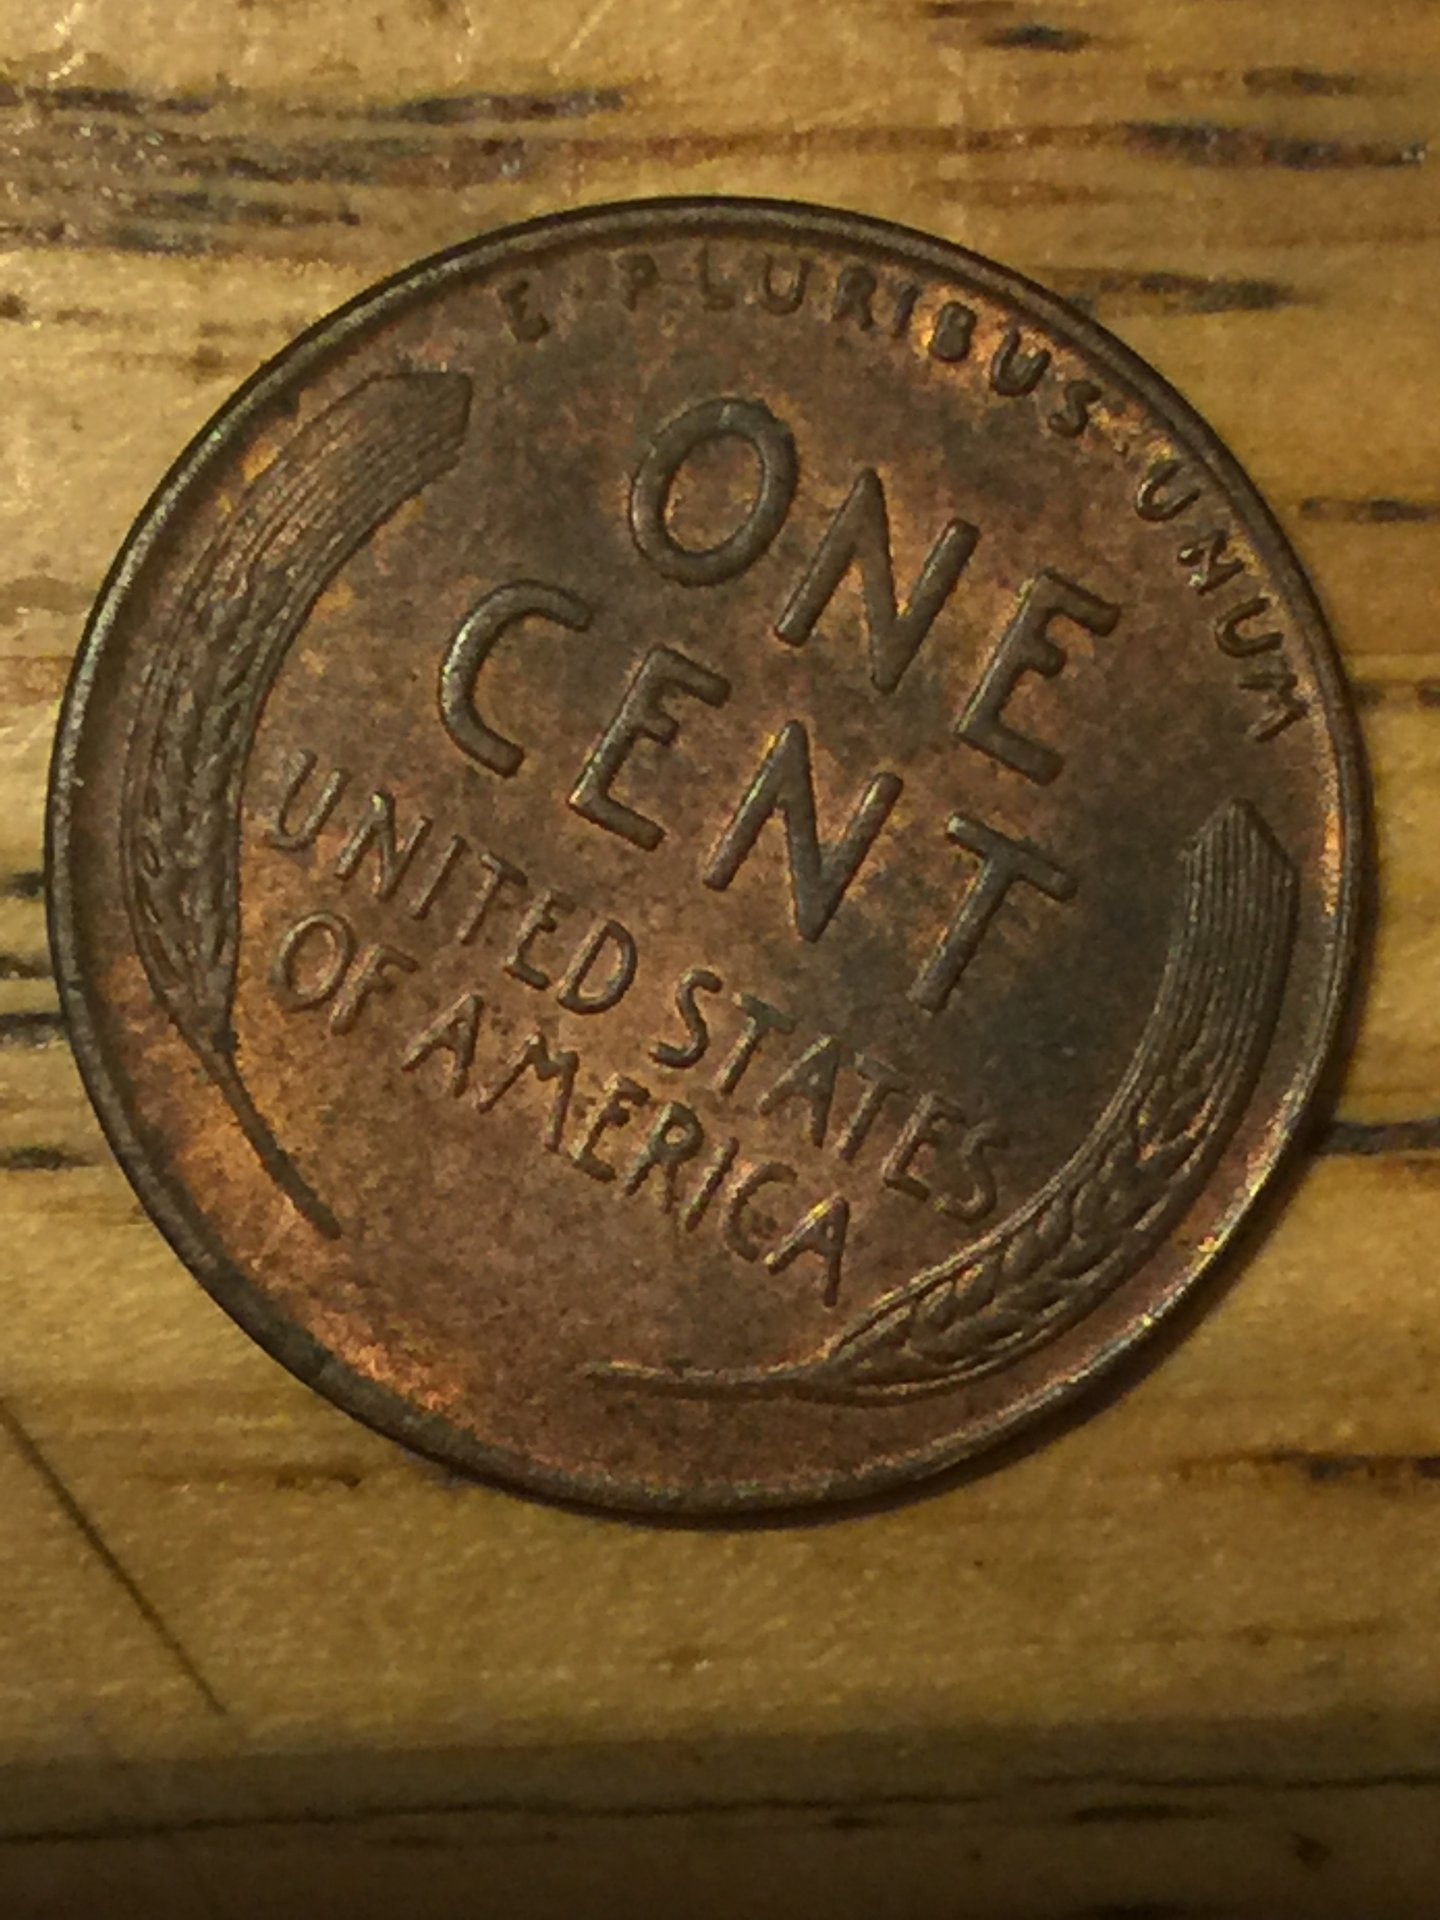 E · PLURIBUS · UNUM
ONE
CENT
UNITED STATES
OF AMERICA